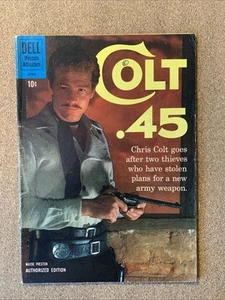 DELL
10¢
COLT
.45
Chris Colt goes
after two thieves
who have stolen
plans for a new
army weapon.
WAYDE PRESTON
AUTHORIZED EDITION